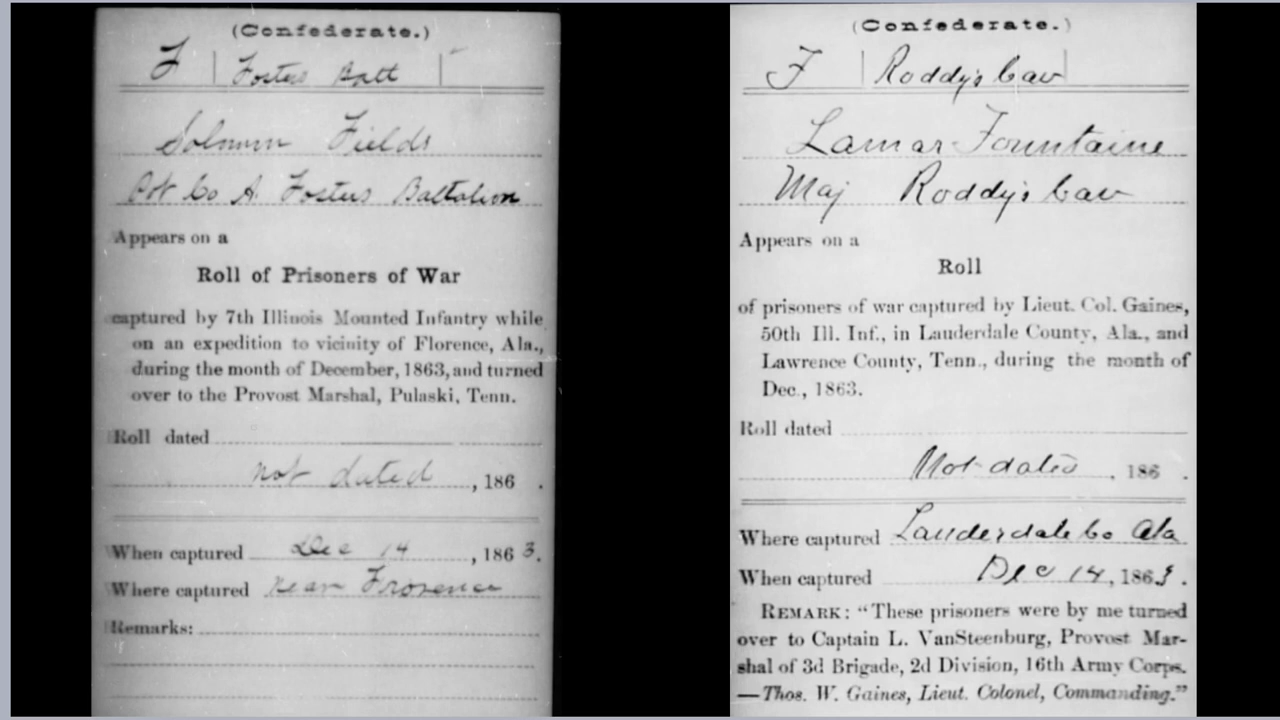 (Confederate.)
F | Fosters Batt |
Solomon Fields
Pvt Co A. Fosters Battalion
Appears on a
Roll of Prisoners of War
captured by 7th Illinois Mounted Infantry while
on an expedition to vicinity of Florence, Ala.,
during the month of December, 1863, and turned
over to the Provost Marshal, Pulaski, Tenn.
Roll dated
not dated, 186 .
When captured Dec 14, 1863.
Where captured near Florence
Remarks:
(Confederate.)
F | Roddy's Cav |
Lamar Fountaine
Maj Roddy's Cav
Appears on a
Roll
of prisoners of war captured by Lieut. Col. Gaines,
50th Ill. Inf., in Lauderdale County, Ala., and
Lawrence County, Tenn., during the month of
Dec., 1863.
Roll dated
Not dated, 186 .
Where captured Lauderdale Co Ala
When captured Dec 14, 1863.
REMARK: "These prisoners were by me turned
over to Captain L. VanSteenburg, Provost Mar-
shal of 3d Brigade, 2d Division, 16th Army Corps.
—Thos. W. Gaines, Lieut. Colonel, Commanding."